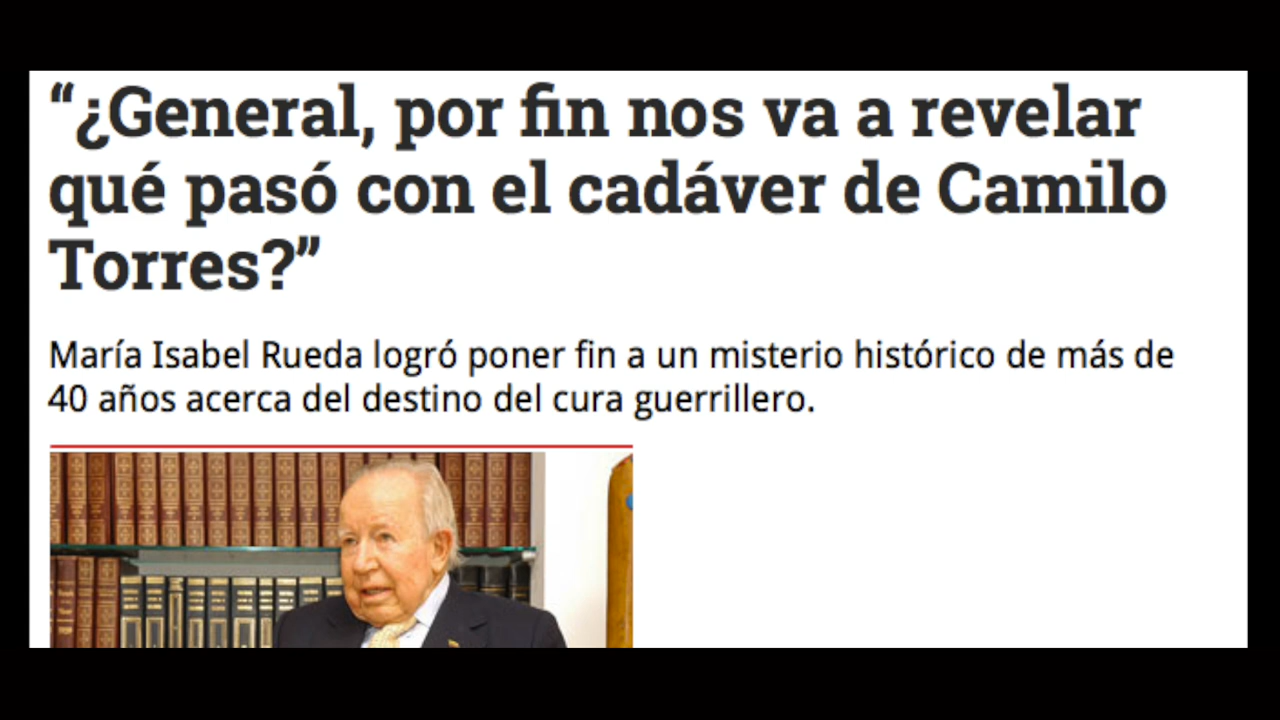 “¿General, por fin nos va a revelar
qué pasó con el cadáver de Camilo
Torres?”
María Isabel Rueda logró poner fin a un misterio histórico de más de
40 años acerca del destino del cura guerrillero.